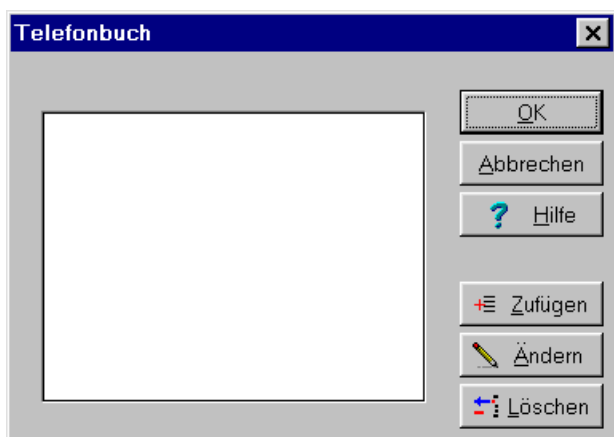 Telefonbuch
OK
Abbrechen
Hilfe
Zufügen
Ändern
Löschen